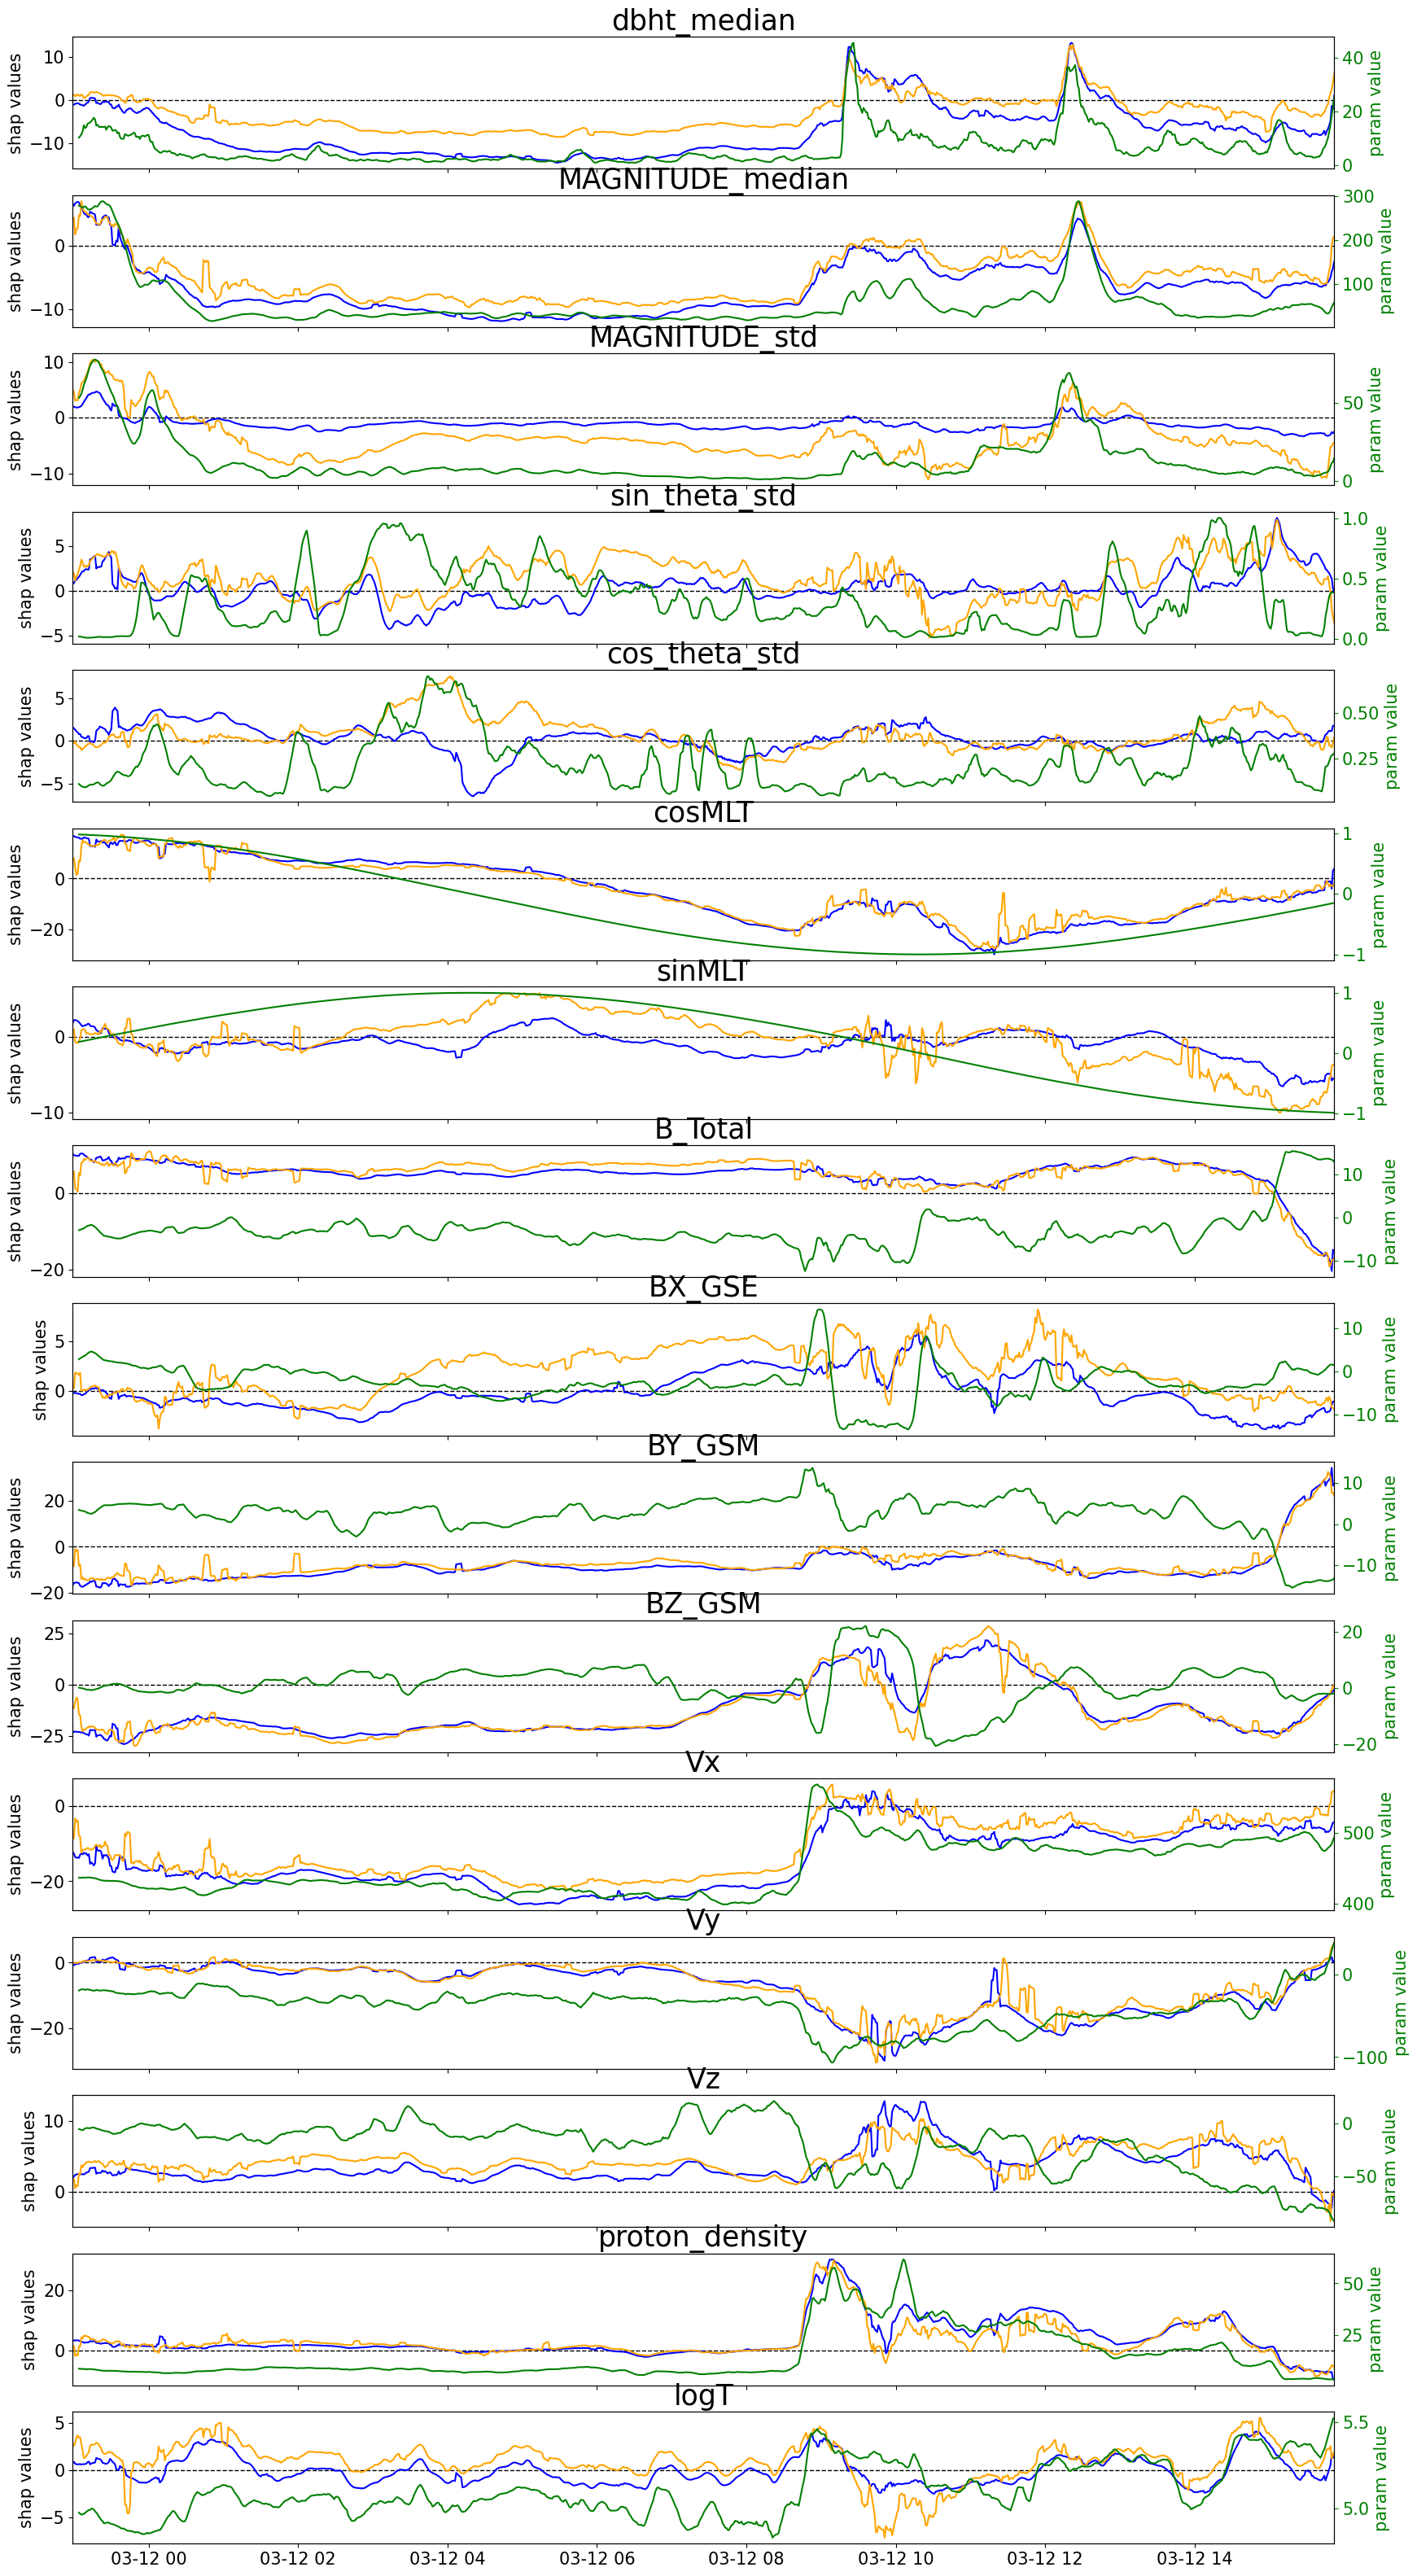 dbht_median
shap values
10
0
−10
40
20
0
param value
MAGNITUDE_median
shap values
0
−10
300
200
100
param value
MAGNITUDE_std
shap values
10
0
−10
50
0
param value
sin_theta_std
shap values
5
0
−5
1.0
0.5
0.0
param value
cos_theta_std
shap values
5
0
−5
0.50
0.25
param value
cosMLT
shap values
0
−20
1
0
−1
param value
sinMLT
shap values
0
−10
1
0
−1
param value
B_Total
shap values
0
−20
10
0
−10
param value
BX_GSE
shap values
5
0
10
0
−10
param value
BY_GSM
shap values
20
0
−20
10
0
−10
param value
BZ_GSM
shap values
25
0
−25
20
0
−20
param value
Vx
shap values
0
−20
500
400
param value
Vy
shap values
0
−20
0
−100
param value
Vz
shap values
10
0
0
−50
param value
proton_density
shap values
20
0
50
25
param value
logT
shap values
5
0
−5
5.5
5.0
param value
03-12 00 03-12 02 03-12 04 03-12 06 03-12 08 03-12 10 03-12 12 03-12 14